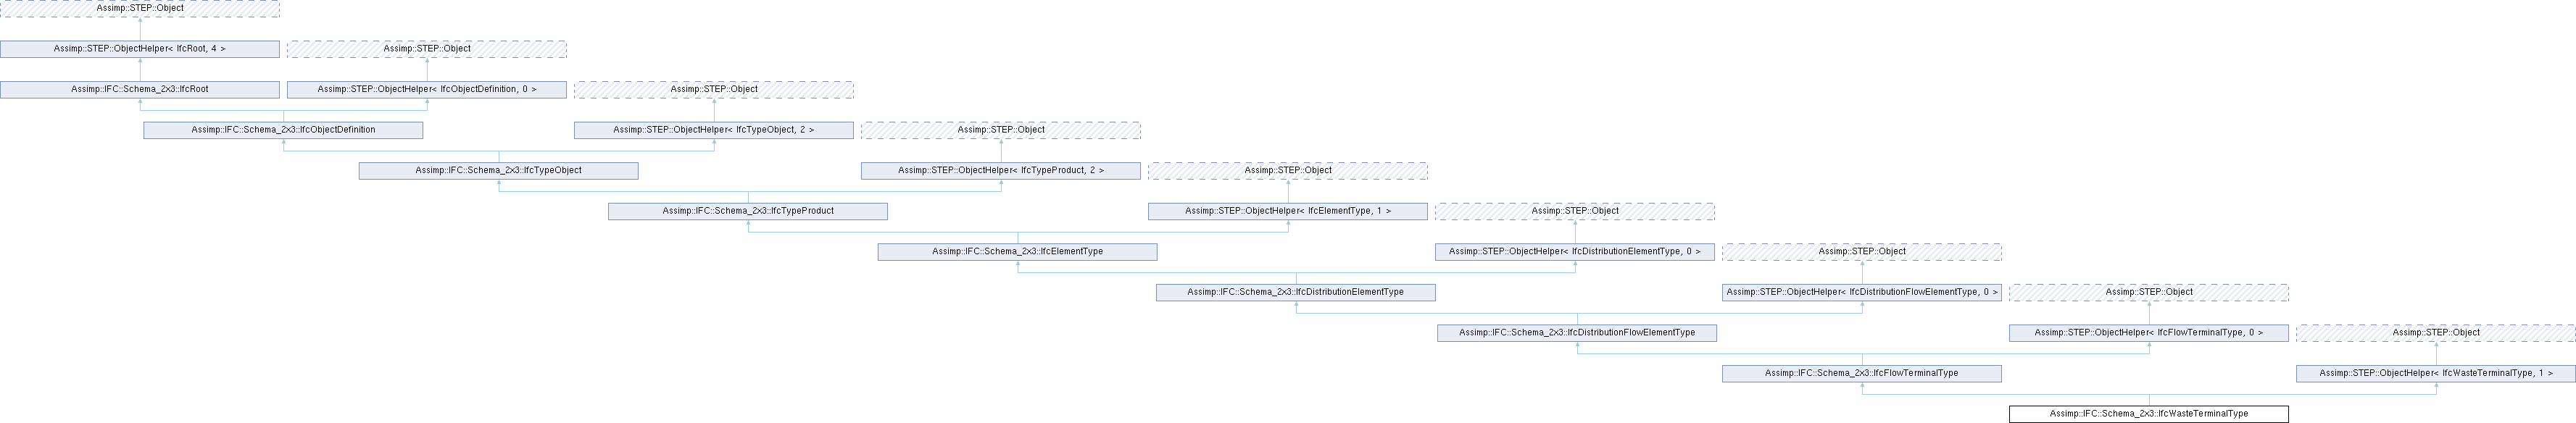 Assimp::STEP::Object
Assimp::STEP::ObjectHelper< IfcRoot, 4 >
Assimp::STEP::Object
Assimp::IFC::Schema_2x3::IfcRoot
Assimp::STEP::ObjectHelper< IfcObjectDefinition, 0 >
Assimp::STEP::Object
Assimp::IFC::Schema_2x3::IfcObjectDefinition
Assimp::STEP::ObjectHelper< IfcTypeObject, 2 >
Assimp::STEP::Object
Assimp::IFC::Schema_2x3::IfcTypeObject
Assimp::STEP::ObjectHelper< IfcTypeProduct, 2 >
Assimp::STEP::Object
Assimp::IFC::Schema_2x3::IfcTypeProduct
Assimp::STEP::ObjectHelper< IfcElementType, 1 >
Assimp::STEP::Object
Assimp::IFC::Schema_2x3::IfcElementType
Assimp::STEP::ObjectHelper< IfcDistributionElementType, 0 >
Assimp::STEP::Object
Assimp::IFC::Schema_2x3::IfcDistributionElementType
Assimp::STEP::ObjectHelper< IfcDistributionFlowElementType, 0 >
Assimp::STEP::Object
Assimp::IFC::Schema_2x3::IfcDistributionFlowElementType
Assimp::STEP::ObjectHelper< IfcFlowTerminalType, 0 >
Assimp::STEP::Object
Assimp::IFC::Schema_2x3::IfcFlowTerminalType
Assimp::STEP::ObjectHelper< IfcWasteTerminalType, 1 >
Assimp::IFC::Schema_2x3::IfcWasteTerminalType